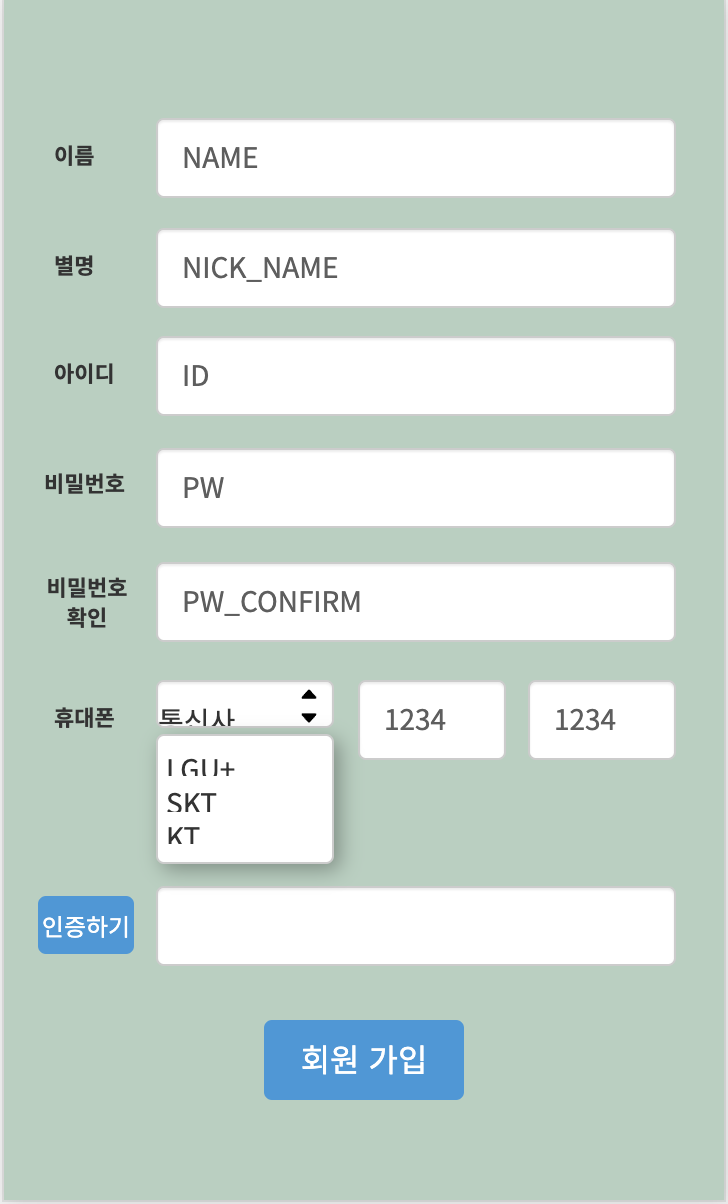 이름
NAME
별명
NICK_NAME
아이디
ID
비밀번호
PW
비밀번호
확인
PW_CONFIRM
휴대폰
통신사
1234
1234
LGU+
SKT
KT
인증하기
회원 가입